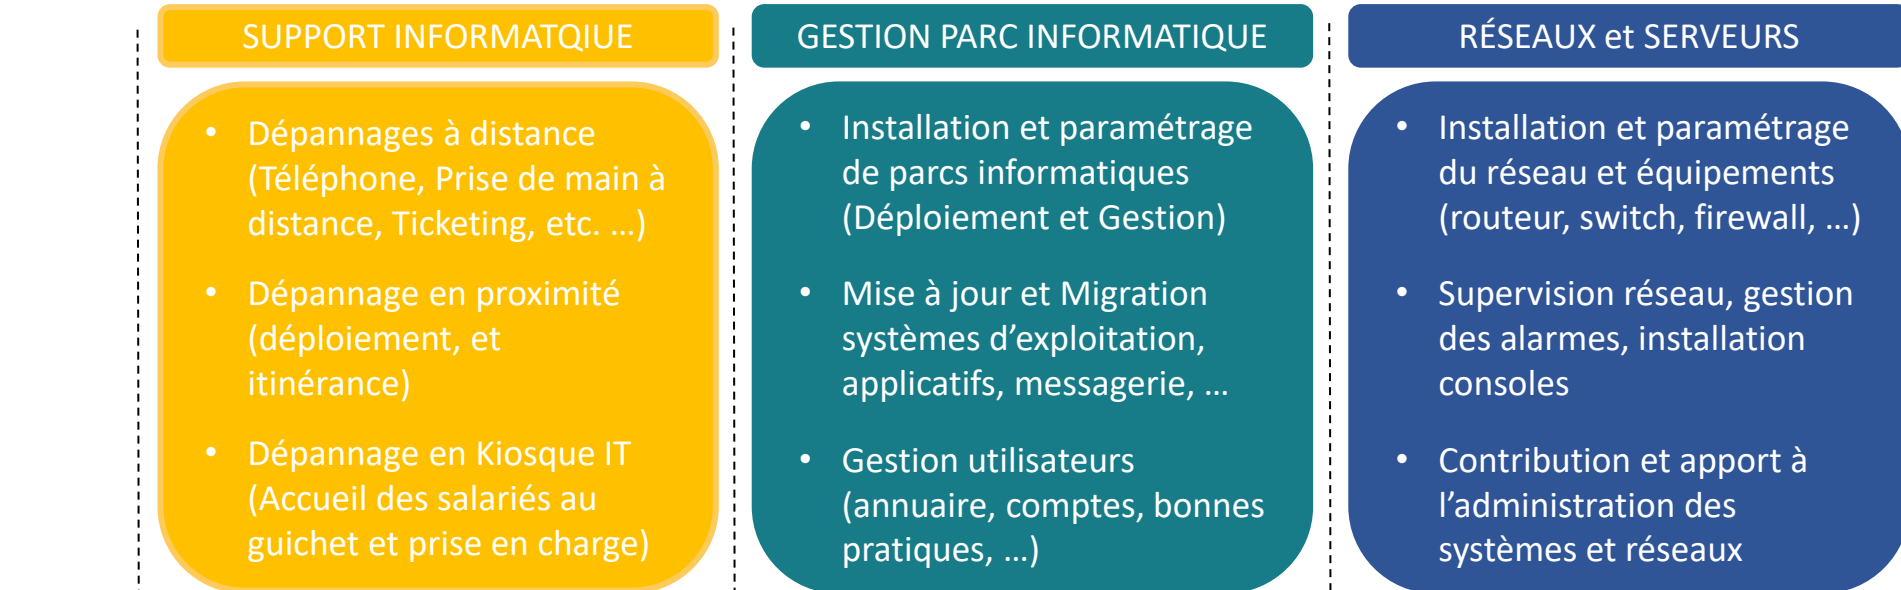 SUPPORT INFORMATQIUE
• Dépannages à distance
(Téléphone, Prise de main à
distance, Ticketing, etc. ...)
• Dépannage en proximité
(déploiement, et
itinérance)
• Dépannage en Kiosque IT
(Accueil des salariés au
guichet et prise en charge)
GESTION PARC INFORMATIQUE
• Installation et paramétrage
de parcs informatiques
(Déploiement et Gestion)
• Mise à jour et Migration
systèmes d’exploitation,
applicatifs, messagerie, ...
• Gestion utilisateurs
(annuaire, comptes, bonnes
pratiques, ...)
RÉSEAUX et SERVEURS
• Installation et paramétrage
du réseau et équipements
(routeur, switch, firewall, ...)
• Supervision réseau, gestion
des alarmes, installation
consoles
• Contribution et apport à
l’administration des
systèmes et réseaux